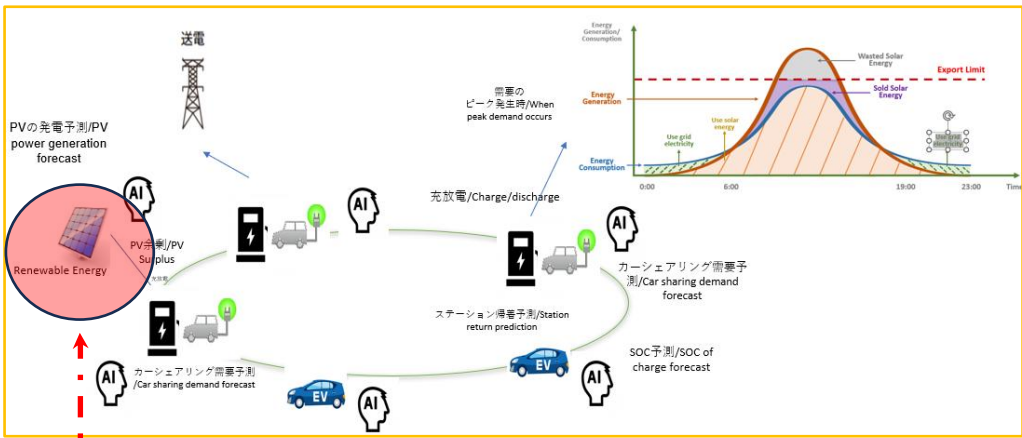 送電
PVの発電予測/PV
power generation
forecast
AI
Renewable Energy
PV余剰/PV
Surplus
充放電
AI
充放電/Charge/discharge
需要の
ピーク発生時/When
peak demand occurs
AI
カーシェアリング需要予
測/Car sharing demand
forecast
ステーション帰着予測/Station
return prediction
SOC予測/SOC of
charge forecast
AI
EV
EV
AI
AI
カーシェアリング需要予測
/Car sharing demand forecast
Energy
Generation/
Consumption
Wasted Solar
Energy
Export Limit
Sold Solar
Energy
Energy
Generation
Use solar
energy
Use grid
electricity
Use grid
electricity
Energy
Consumption
0:00
6:00
19:00
23:00
Time